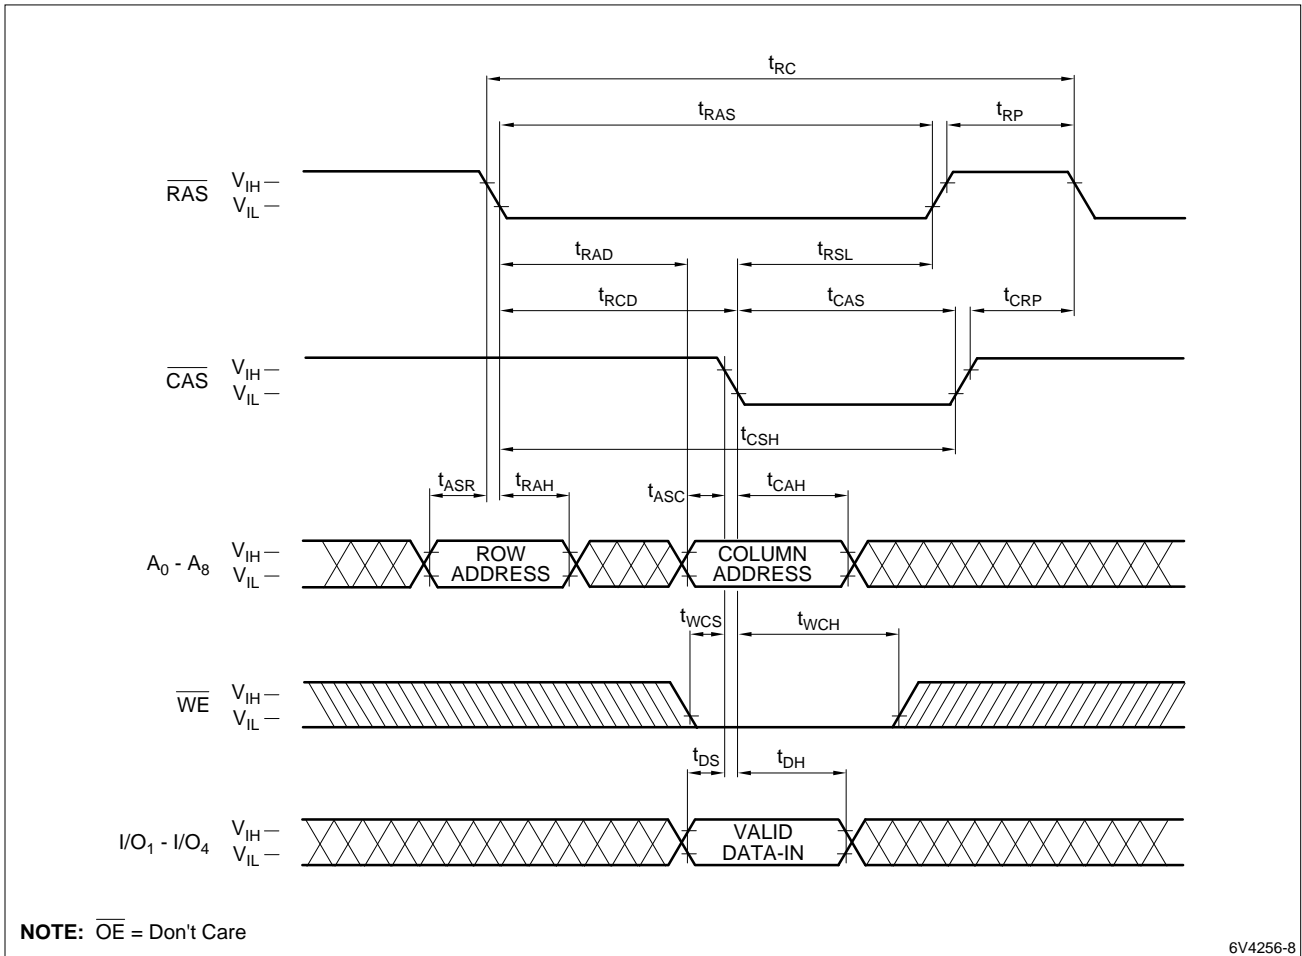 tRC
tRAS
tRP
RAS
VIH
VIL
tRAD
tRSL
tRCD
tCAS
tCRP
CAS
VIH
VIL
tCSH
tASR
tRAH
tASC
tCAH
A0 - A8
VIH
VIL
ROW
ADDRESS
COLUMN
ADDRESS
tWCS
tWCH
WE
VIH
VIL
tDS
tDH
I/O1 - I/O4
VIH
VIL
VALID
DATA-IN
NOTE: OE = Don't Care
6V4256-8